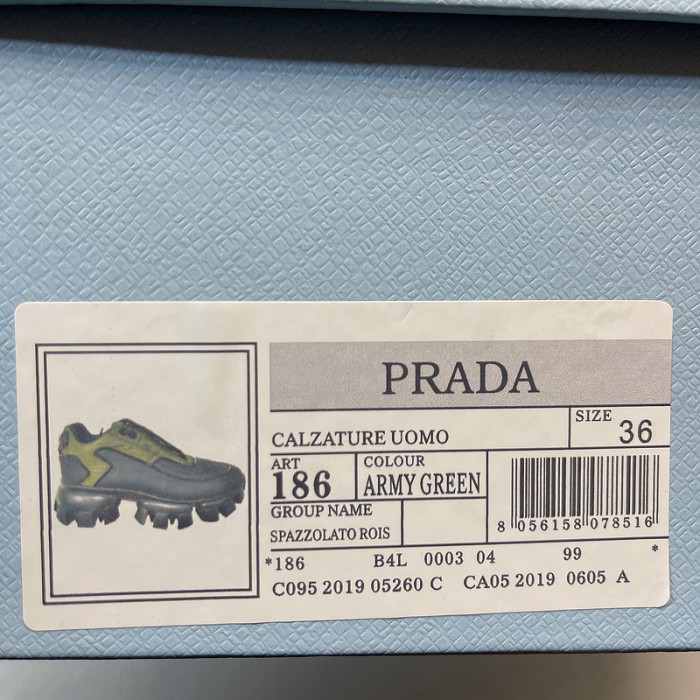 PRADA
CALZATURE UOMO
SIZE 36
ART 186
COLOUR ARMY GREEN
GROUP NAME
SPAZZOLATO ROIS
8 056158 078516
*186 B4L 0003 04 99 *
C095 2019 05260 C CA05 2019 0605 A